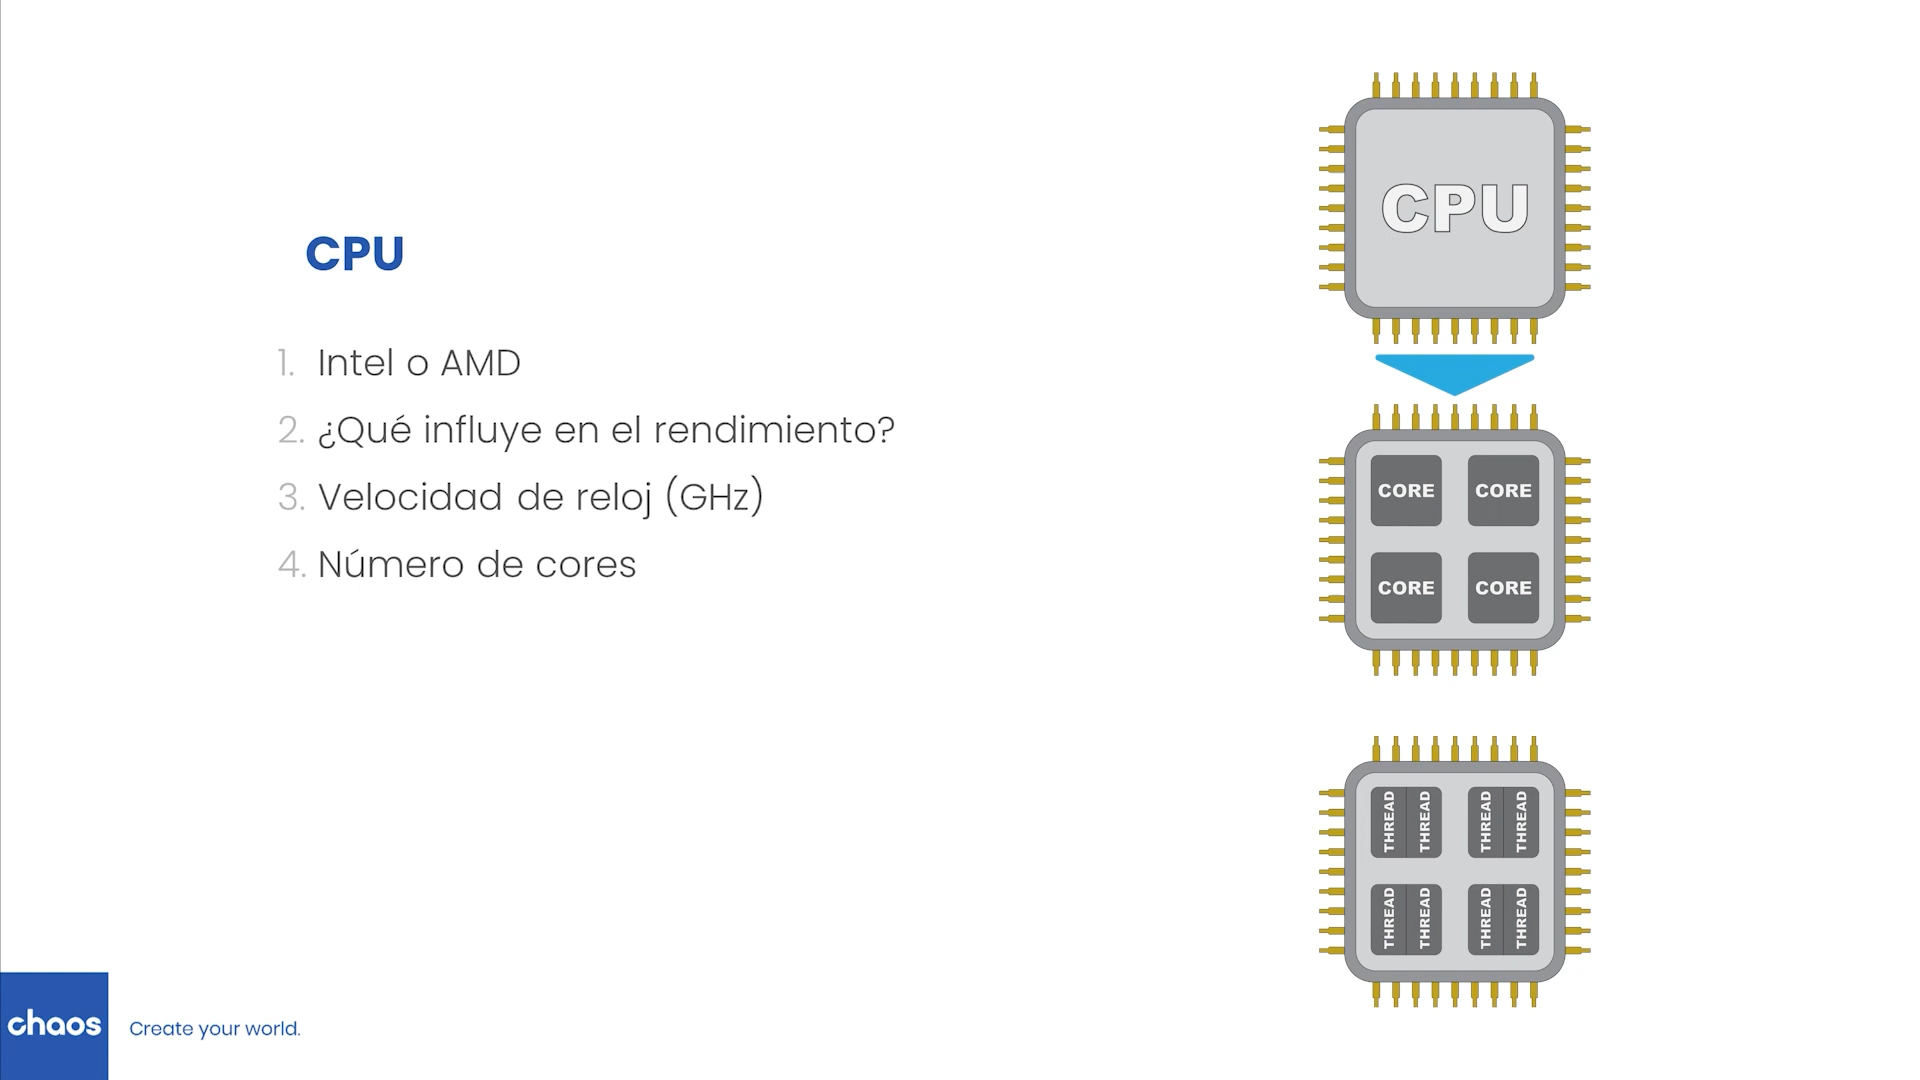 CPU
1. Intel o AMD
2. ¿Qué influye en el rendimiento?
3. Velocidad de reloj (GHz)
4. Número de cores
CPU
CORE CORE
CORE CORE
THREAD THREAD THREAD THREAD
THREAD THREAD THREAD THREAD
chaos
Create your world.